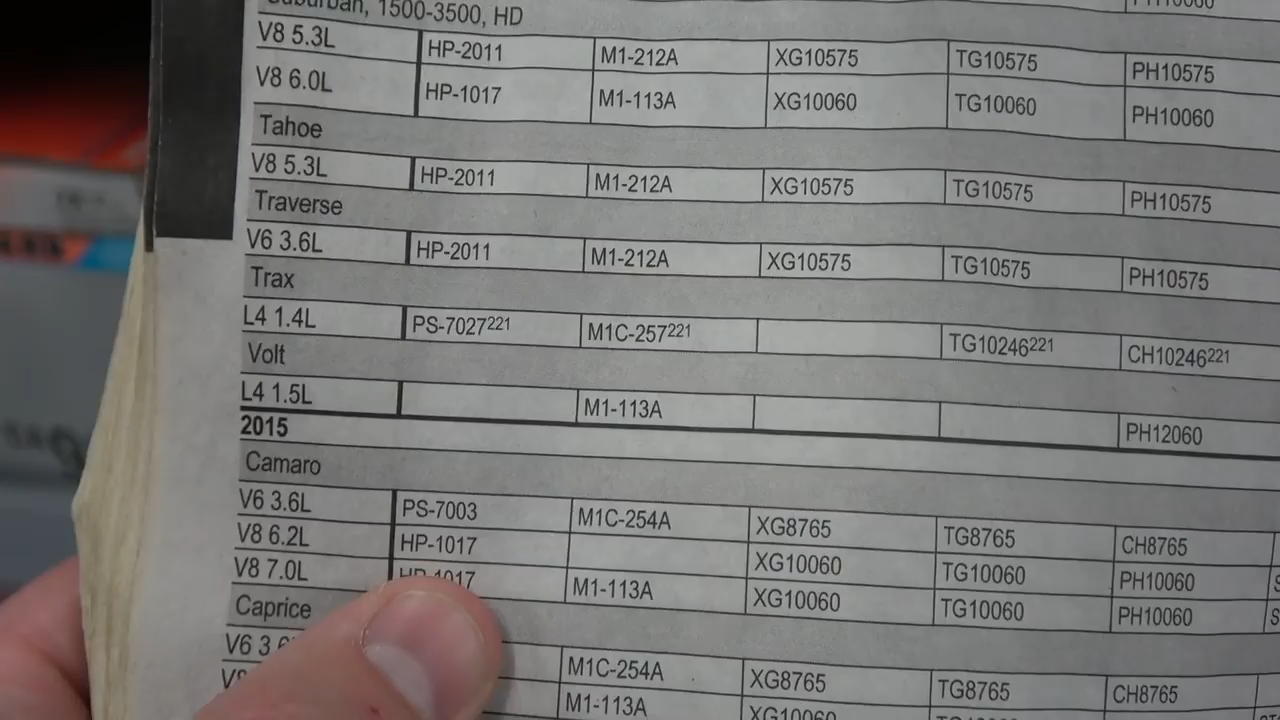 Suburban, 1500-3500, HD
V8 5.3L HP-2011 M1-212A XG10575 TG10575 PH10575
V8 6.0L HP-1017 M1-113A XG10060 TG10060 PH10060
Tahoe
V8 5.3L HP-2011 M1-212A XG10575 TG10575 PH10575
Traverse
V6 3.6L HP-2011 M1-212A XG10575 TG10575 PH10575
Trax
L4 1.4L PS-7027221 M1C-257221 TG10246221 CH10246221
Volt
L4 1.5L M1-113A PH12060
2015
Camaro
V6 3.6L PS-7003 M1C-254A XG8765 TG8765 CH8765
V8 6.2L HP-1017 XG10060 TG10060 PH10060
V8 7.0L HP-1017 M1-113A XG10060 TG10060 PH10060
Caprice
V6 M1C-254A XG8765 TG8765 CH8765
M1-113A XG10060